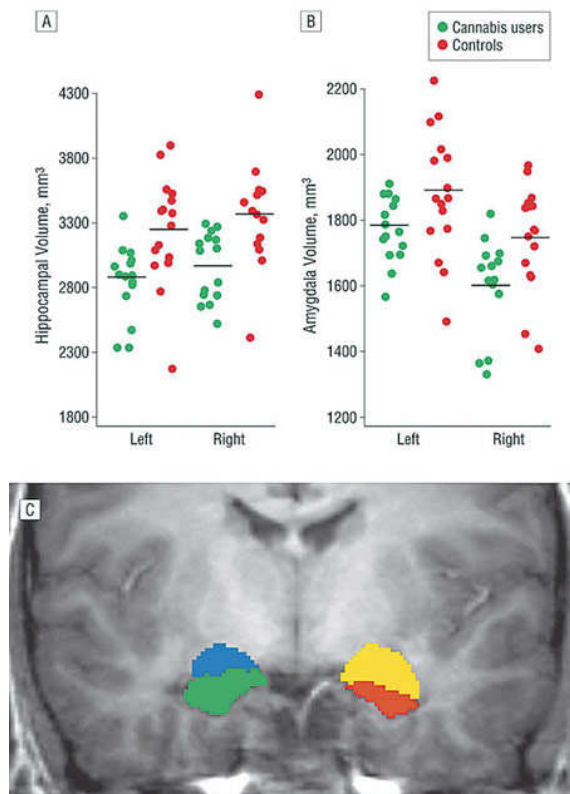 A
B
Cannabis users
Controls
Hippocampal Volume, mm³
4300
3800
3300
2800
2300
1800
Left
Right
Amygdala Volume, mm³
2200
2000
1800
1600
1400
1200
Left
Right
C